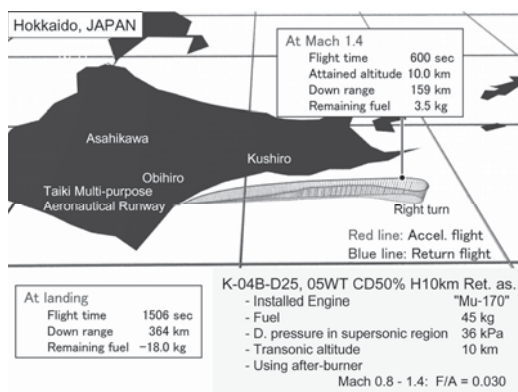 Hokkaido, JAPAN
At Mach 1.4
Flight time 600 sec
Attained altitude 10.0 km
Down range 159 km
Remaining fuel 3.5 kg
Asahikawa
Kushiro
Obihiro
Taiki Multi-purpose
Aeronautical Runway
Right turn
Red line: Accel. flight
Blue line: Return flight
At landing
Flight time 1506 sec
Down range 364 km
Remaining fuel −18.0 kg
K-04B-D25, 05WT CD50% H10km Ret. as.
- Installed Engine "Mu-170"
- Fuel 45 kg
- D. pressure in supersonic region 36 kPa
- Transonic altitude 10 km
- Using after-burner
Mach 0.8 - 1.4: F/A = 0.030